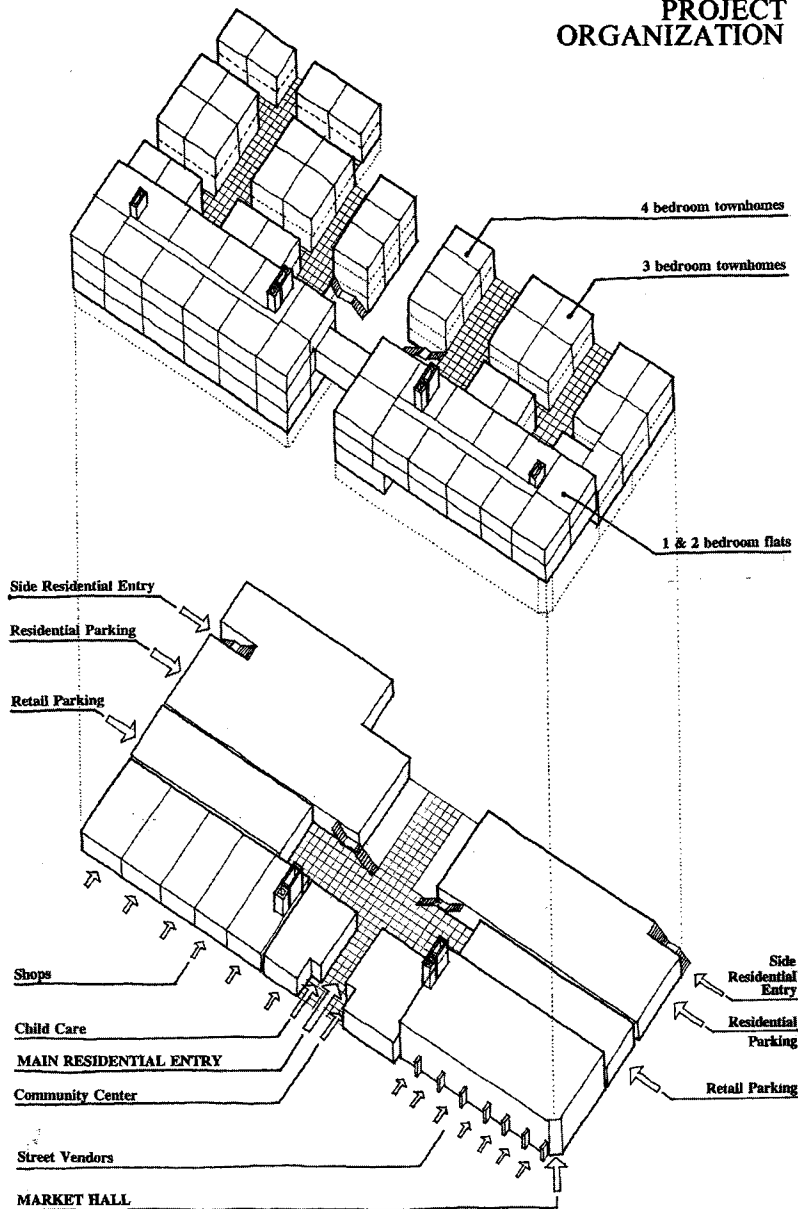 PROJECT
ORGANIZATION
4 bedroom townhomes
3 bedroom townhomes
1 & 2 bedroom flats
Side Residential Entry
Residential Parking
Retail Parking
Shops
Child Care
MAIN RESIDENTIAL ENTRY
Community Center
Street Vendors
MARKET HALL
Side
Residential
Entry
Residential
Parking
Retail Parking